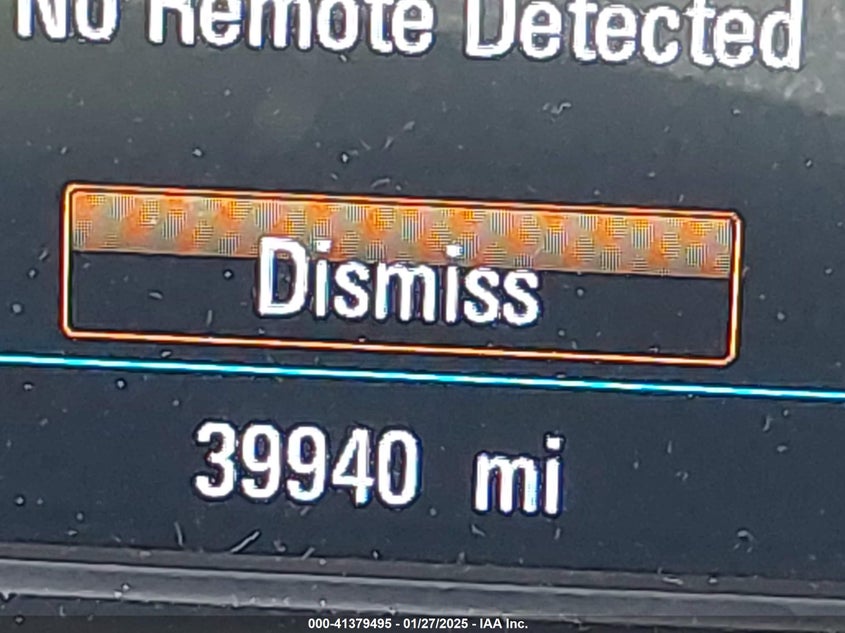 No Remote Detected
Dismiss
39940 mi
000-41379495 - 01/27/2025 - IAA Inc.